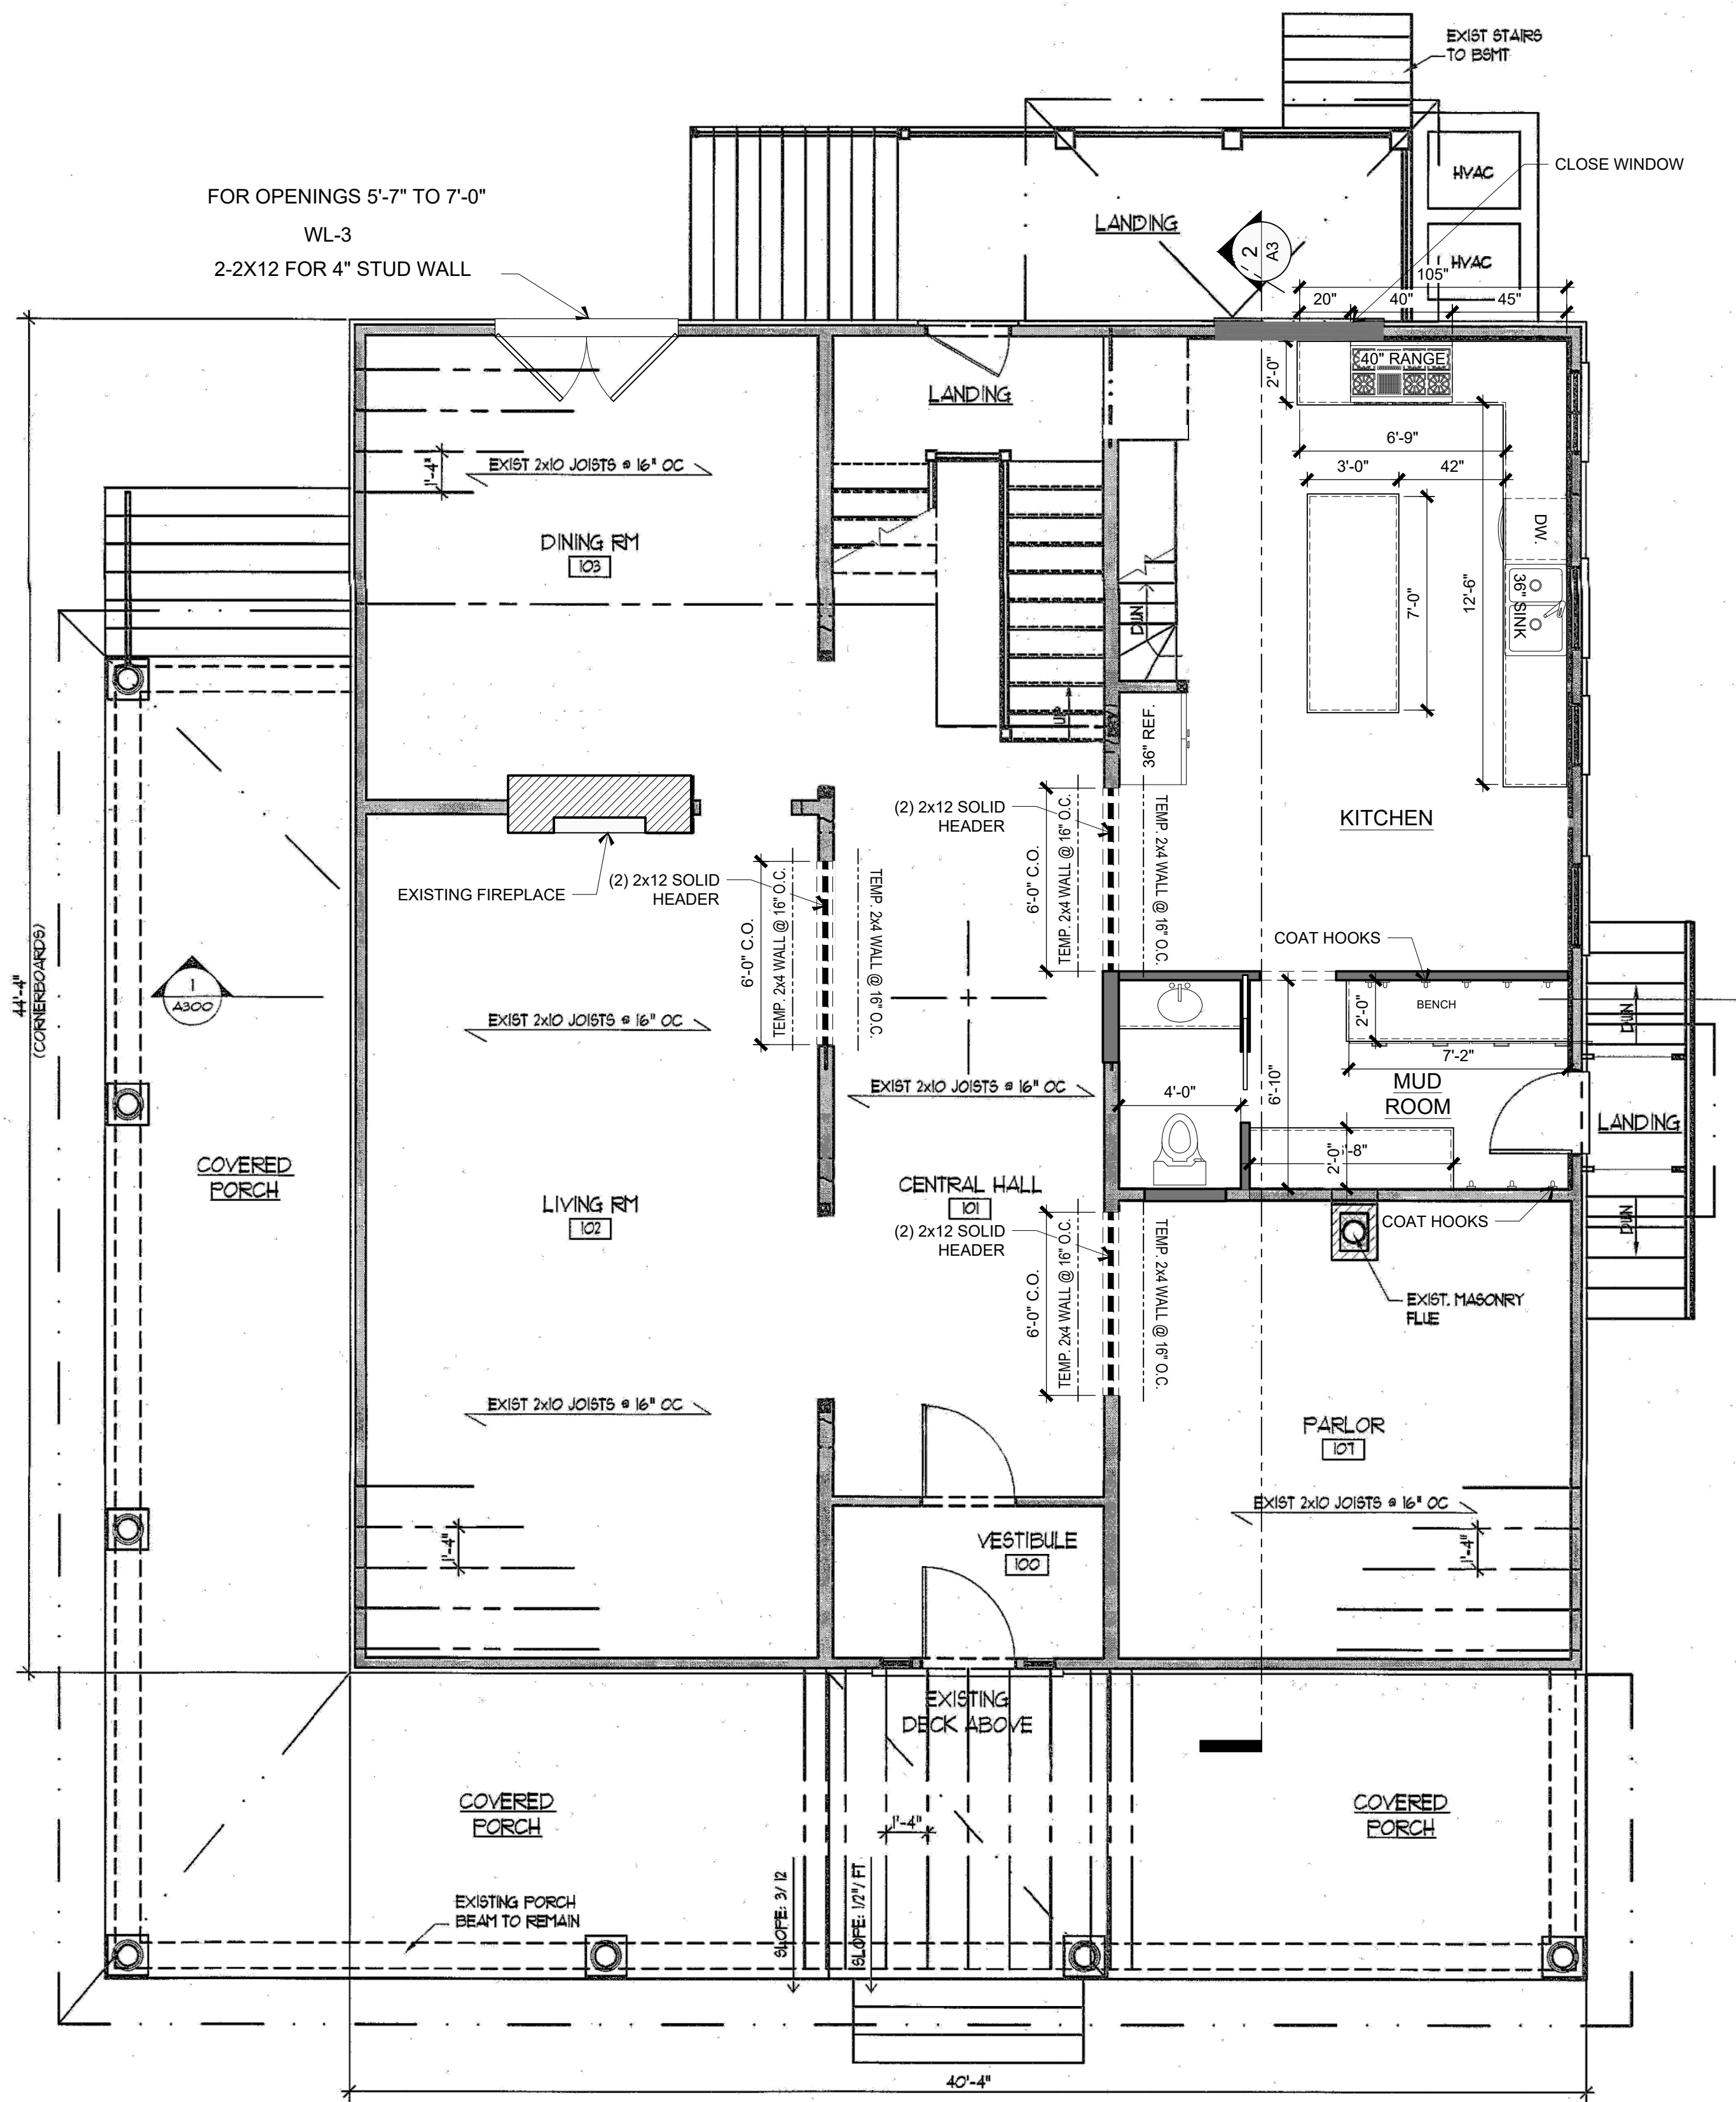 EXIST STAIRS
TO BSMT
HVAC
CLOSE WINDOW
FOR OPENINGS 5'-7" TO 7'-0"
WL-3
2-2X12 FOR 4" STUD WALL
LANDING
2
A3
HVAC
105"
20"
40"
45"
40" RANGE
2'-0"
LANDING
6'-9"
3'-0"
42"
EXIST 2x10 JOISTS @ 16" OC
1'-4"
DINING RM
103
DW.
36" SINK
7'-0"
12'-6"
DWN
UP
36" REF.
(2) 2x12 SOLID
HEADER
6'-0" C.O.
TEMP. 2x4 WALL @ 16" O.C.
TEMP. 2x4 WALL @ 16" O.C.
KITCHEN
EXISTING FIREPLACE
(2) 2x12 SOLID
HEADER
6'-0" C.O.
TEMP. 2x4 WALL @ 16" O.C.
TEMP. 2x4 WALL @ 16" O.C.
COAT HOOKS
44'-4"
(CORNERBOARDS)
1
A300
BENCH
2'-0"
DWN
EXIST 2x10 JOISTS @ 16" OC
7'-2"
EXIST 2x10 JOISTS @ 16" OC
4'-0"
6'-10"
MUD
ROOM
LANDING
COVERED
PORCH
2'-0"
'-8"
CENTRAL HALL
101
LIVING RM
102
(2) 2x12 SOLID
HEADER
6'-0" C.O.
TEMP. 2x4 WALL @ 16" O.C.
TEMP. 2x4 WALL @ 16" O.C.
COAT HOOKS
DWN
EXIST. MASONRY
FLUE
EXIST 2x10 JOISTS @ 16" OC
PARLOR
107
EXIST 2x10 JOISTS @ 16" OC
1'-4"
1'-4"
VESTIBULE
100
EXISTING
DECK ABOVE
COVERED
PORCH
1'-4"
COVERED
PORCH
SLOPE: 3/12
SLOPE: 1/2"/ FT
EXISTING PORCH
BEAM TO REMAIN
40'-4"